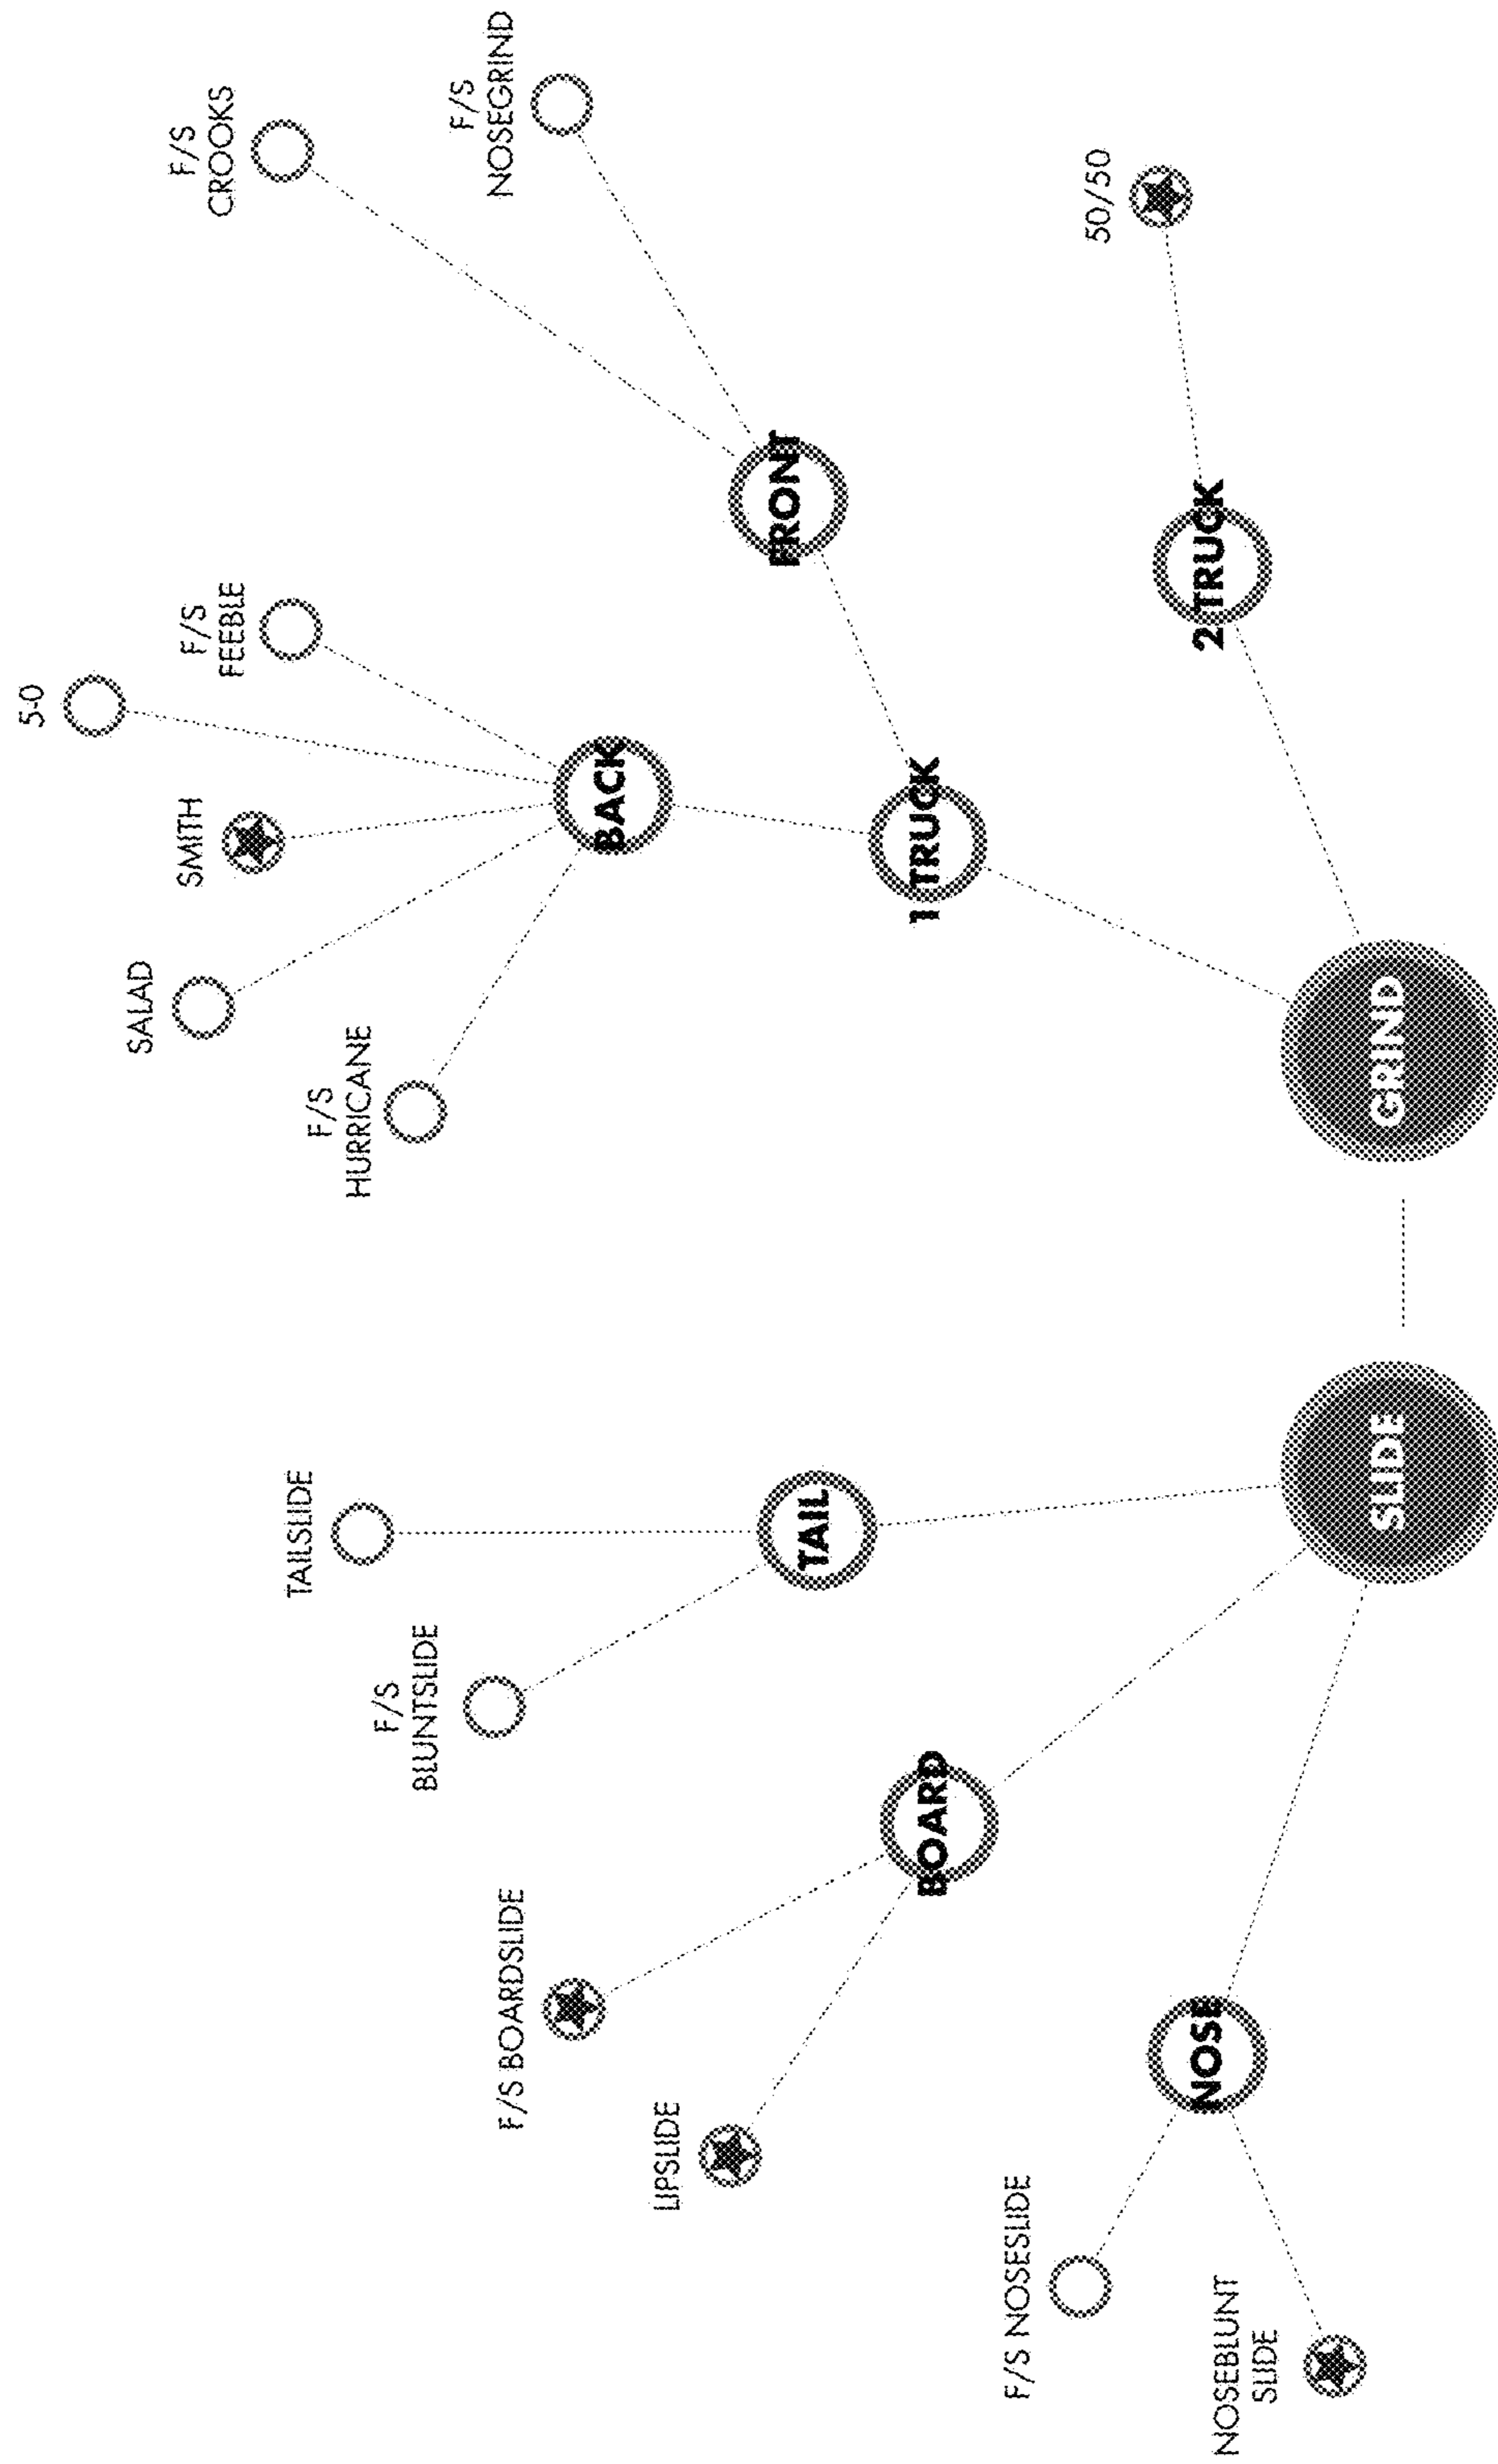 5-0
SALAD
SMITH
F/S
FEEBLE
F/S
CROOKS
TAILSLIDE
F/S
HURRICANE
F/S
BLUNTSLIDE
F/S
NOSEGRIND
F/S BOARDSLIDE
BACK
LIPSLIDE
FRONT
TAIL
BOARD
1 TRUCK
F/S NOSESLIDE
50/50
NOSE
2 TRUCK
NOSEBLUNT
SLIDE
SLIDE
GRIND